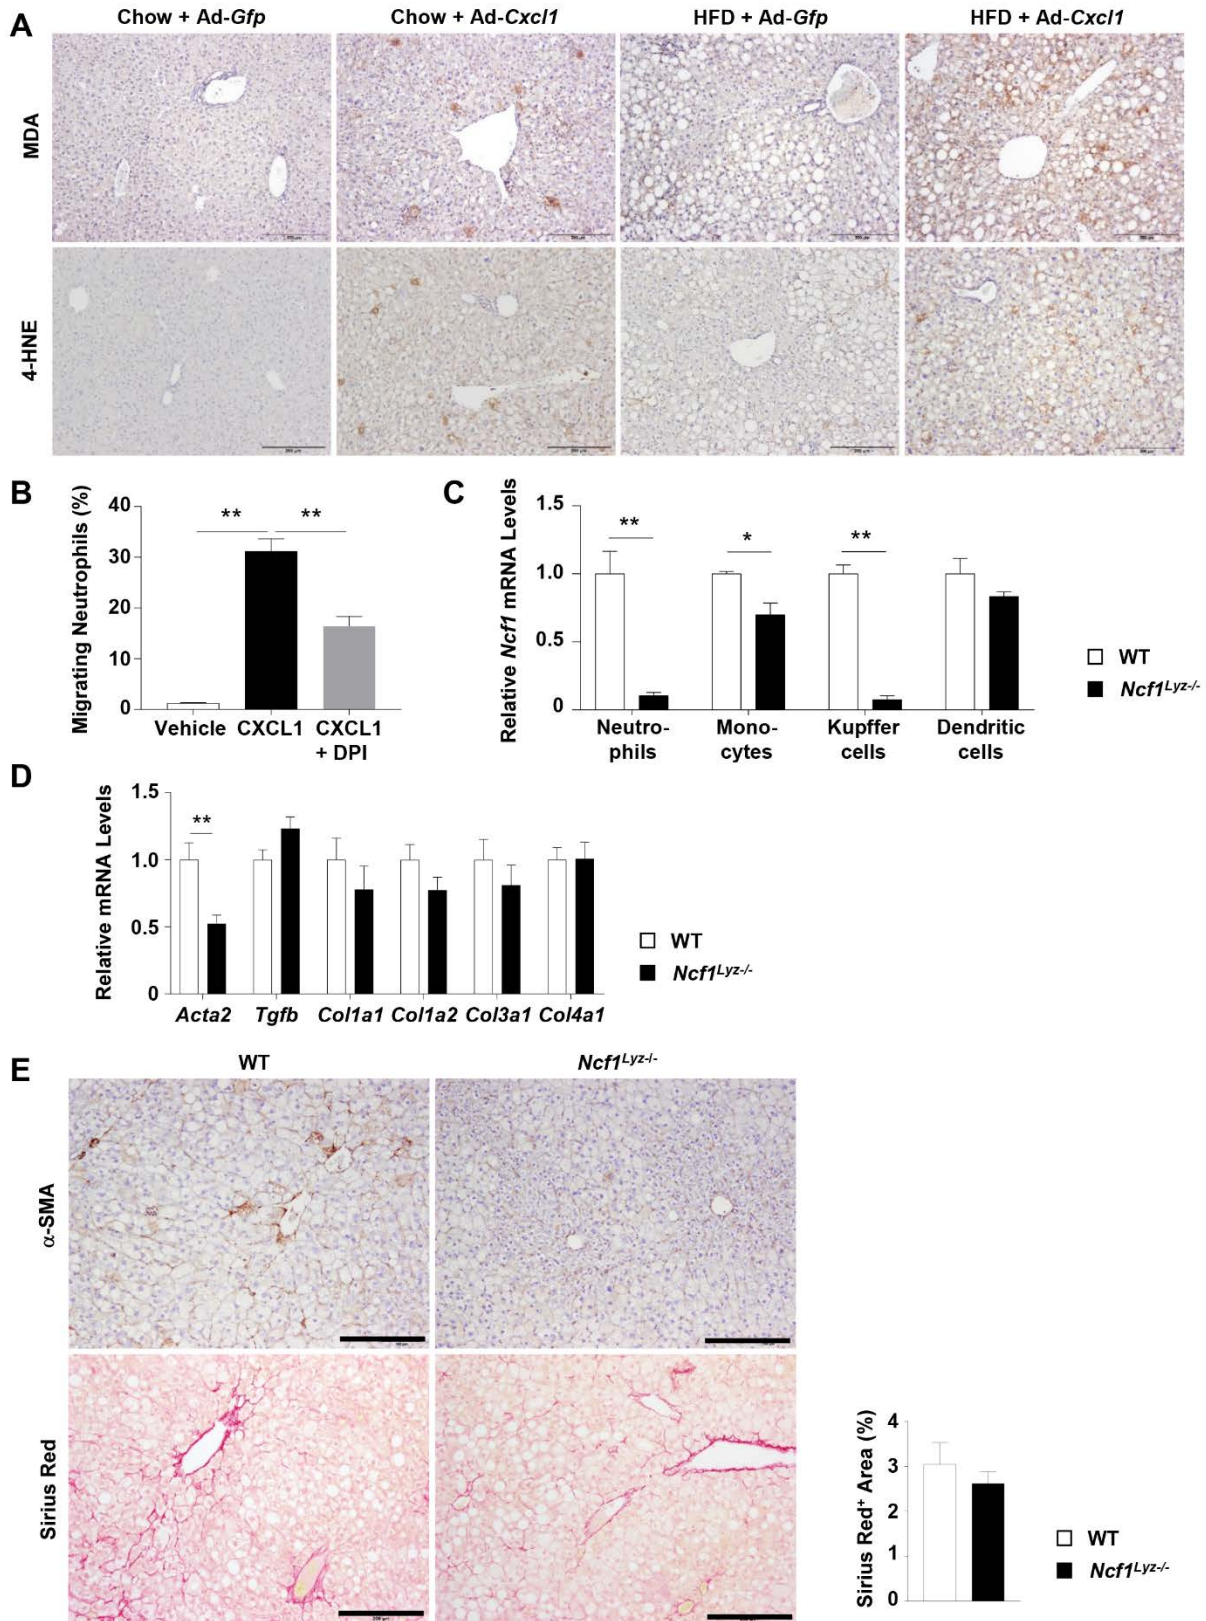 A
Chow + Ad-Gfp
Chow + Ad-Cxcl1
HFD + Ad-Gfp
HFD + Ad-Cxcl1
MDA
4-HNE
B
Migrating Neutrophils (%)
40
30
20
10
0
Vehicle
CXCL1
CXCL1
+ DPI
**
**
C
Relative Ncf1 mRNA Levels
1.5
1.0
0.5
0
**
*
**
Neutro-
phils
Mono-
cytes
Kupffer
cells
Dendritic
cells
WT
Ncf1Lyz-/-
D
Relative mRNA Levels
1.5
1.0
0.5
0
**
Acta2
Tgfb
Col1a1
Col1a2
Col3a1
Col4a1
WT
Ncf1Lyz-/-
E
WT
Ncf1Lyz-/-
α-SMA
Sirius Red
Sirius Red+ Area (%)
4
3
2
1
0
WT
Ncf1Lyz-/-